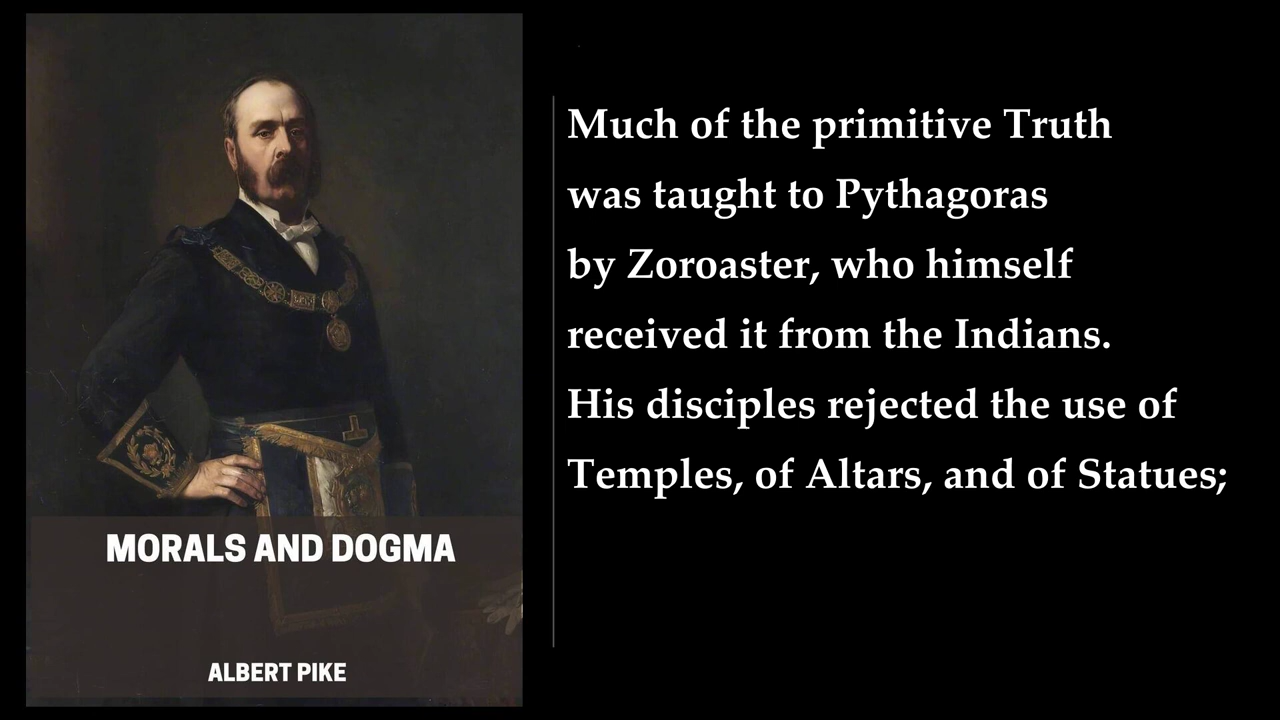 MORALS AND DOGMA
ALBERT PIKE
Much of the primitive Truth
was taught to Pythagoras
by Zoroaster, who himself
received it from the Indians.
His disciples rejected the use of
Temples, of Altars, and of Statues;